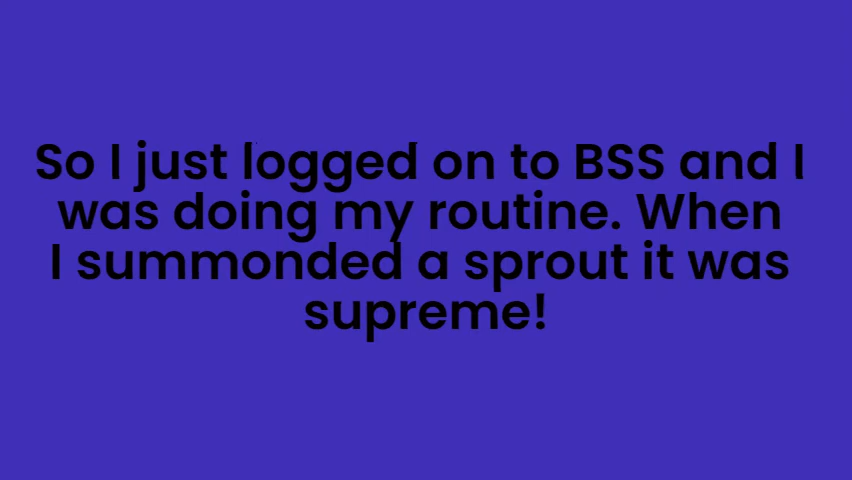 So I just logged on to BSS and I
was doing my routine. When
I summonded a sprout it was
supreme!